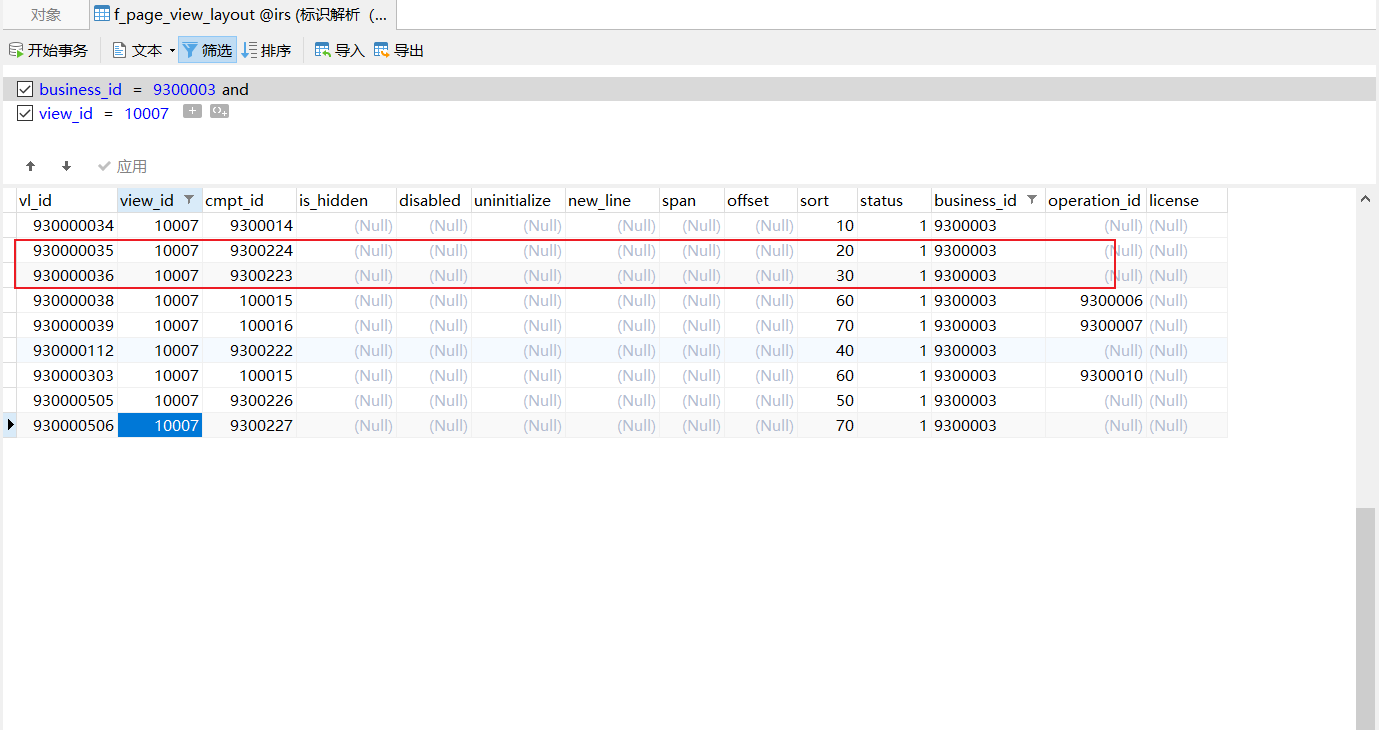 对象 f_page_view_layout @irs (标识解析 (...
开始事务 文本 筛选 排序 导入 导出
business_id = 9300003 and
view_id = 10007
应用
vl_id view_id cmpt_id is_hidden disabled uninitialize new_line span offset sort status business_id operation_id license
930000034 10007 9300014 (Null) (Null) (Null) (Null) (Null) (Null) 10 1 9300003 (Null) (Null)
930000035 10007 9300224 (Null) (Null) (Null) (Null) (Null) (Null) 20 1 9300003 (Null) (Null)
930000036 10007 9300223 (Null) (Null) (Null) (Null) (Null) (Null) 30 1 9300003 (Null) (Null)
930000038 10007 100015 (Null) (Null) (Null) (Null) (Null) (Null) 60 1 9300003 9300006 (Null)
930000039 10007 100016 (Null) (Null) (Null) (Null) (Null) (Null) 70 1 9300003 9300007 (Null)
930000112 10007 9300222 (Null) (Null) (Null) (Null) (Null) (Null) 40 1 9300003 (Null) (Null)
930000303 10007 100015 (Null) (Null) (Null) (Null) (Null) (Null) 60 1 9300003 9300010 (Null)
930000505 10007 9300226 (Null) (Null) (Null) (Null) (Null) (Null) 50 1 9300003 (Null) (Null)
930000506 10007 9300227 (Null) (Null) (Null) (Null) (Null) (Null) 70 1 9300003 (Null) (Null)